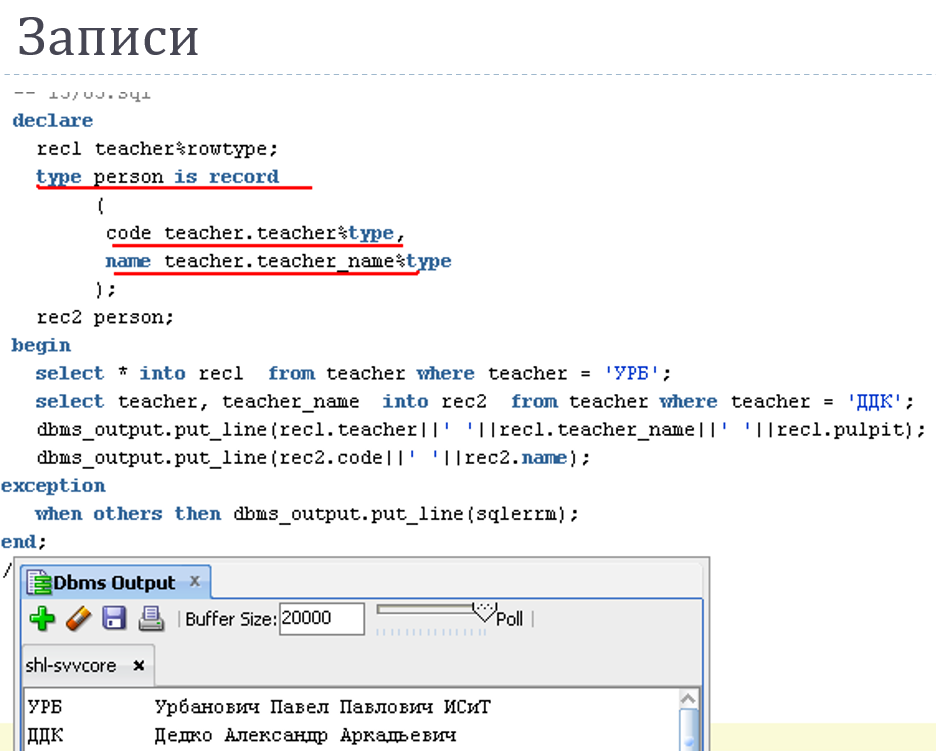 Записи
-- 15/05.sql
declare
rec1 teacher%rowtype;
type person is record
(
code teacher.teacher%type,
name teacher.teacher_name%type
);
rec2 person;
begin
select * into rec1 from teacher where teacher = 'УРБ';
select teacher, teacher_name into rec2 from teacher where teacher = 'ДДК';
dbms_output.put_line(rec1.teacher||' '||rec1.teacher_name||' '||rec1.pulpit);
dbms_output.put_line(rec2.code||' '||rec2.name);
exception
when others then dbms_output.put_line(sqlerrm);
end;
/
Dbms Output x
Buffer Size: 20000 Poll
shl-svvcore x
УРБ Урбанович Павел Павлович ИСиТ
ДДК Дедко Александр Аркадьевич